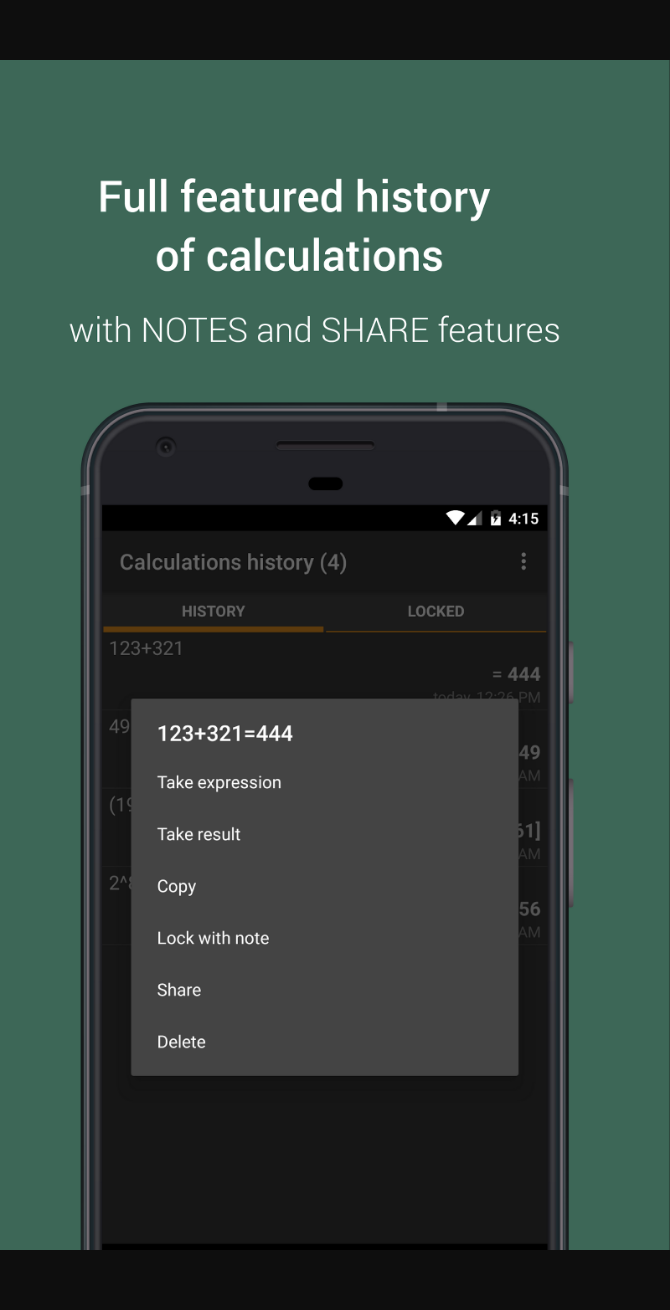 Full featured history
of calculations
with NOTES and SHARE features
4:15
Calculations history (4)
HISTORY
LOCKED
123+321
= 444
today, 12:26 PM
123+321=444
Take expression
Take result
Copy
Lock with note
Share
Delete
49
49
AM
(19
61]
AM
2^8
56
AM